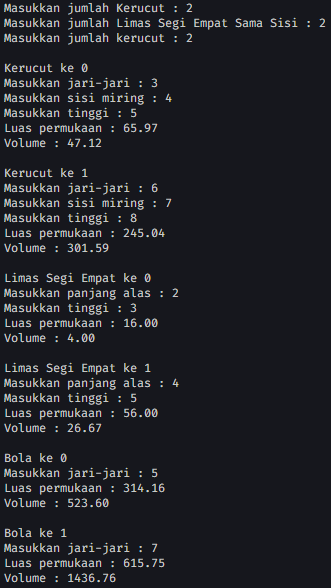 Masukkan jumlah Kerucut : 2
Masukkan jumlah Limas Segi Empat Sama Sisi : 2
Masukkan jumlah kerucut : 2
Kerucut ke 0
Masukkan jari-jari : 3
Masukkan sisi miring : 4
Masukkan tinggi : 5
Luas permukaan : 65.97
Volume : 47.12
Kerucut ke 1
Masukkan jari-jari : 6
Masukkan sisi miring : 7
Masukkan tinggi : 8
Luas permukaan : 245.04
Volume : 301.59
Limas Segi Empat ke 0
Masukkan panjang alas : 2
Masukkan tinggi : 3
Luas permukaan : 16.00
Volume : 4.00
Limas Segi Empat ke 1
Masukkan panjang alas : 4
Masukkan tinggi : 5
Luas permukaan : 56.00
Volume : 26.67
Bola ke 0
Masukkan jari-jari : 5
Luas permukaan : 314.16
Volume : 523.60
Bola ke 1
Masukkan jari-jari : 7
Luas permukaan : 615.75
Volume : 1436.76